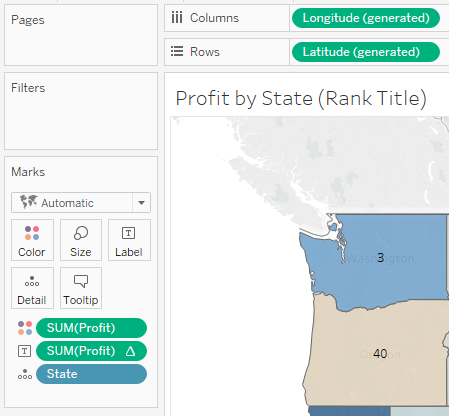 Pages
Columns
Longitude (generated)
Rows
Latitude (generated)
Filters
Profit by State (Rank Title)
Marks
Automatic
Color
Size
Label
Detail
Tooltip
SUM(Profit)
SUM(Profit)
State
Washington
3
Oregon
40